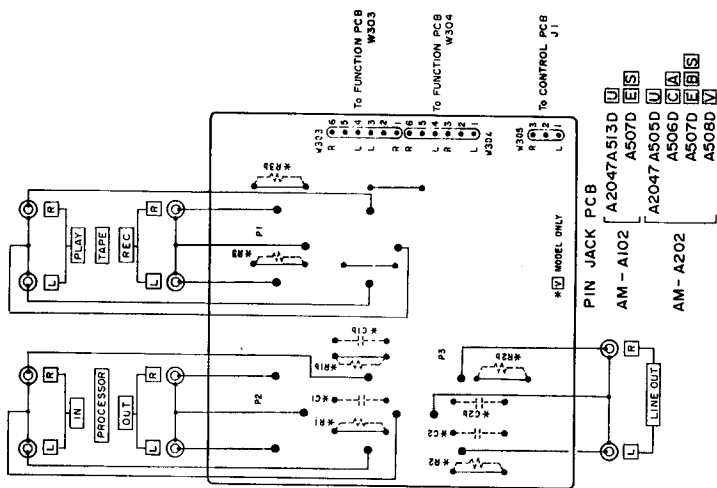 R
PLAY
TAPE
REC
R
L
L
R
IN
PROCESSOR
OUT
R
L
L
P1
P2
P3
*R3b
*R3
*C1b
*R1b
*C1
*R1
*R2b
*C2b
*C2
*R2
W303
R 6
5
L 4
L 3
2
R 1
R 6
5
L 4
R 3
L 2
1
W304
W305
R 3
2
L 1
To FUNCTION PCB
W303
To FUNCTION PCB
W304
To CONTROL PCB
J1
*V MODEL ONLY
R
LINE OUT
L
PIN JACK PCB
AM-A102
A2047A513D U
A507D E S
AM-A202
A2047A505D U
A506D C A
A507D E B S
A508D V